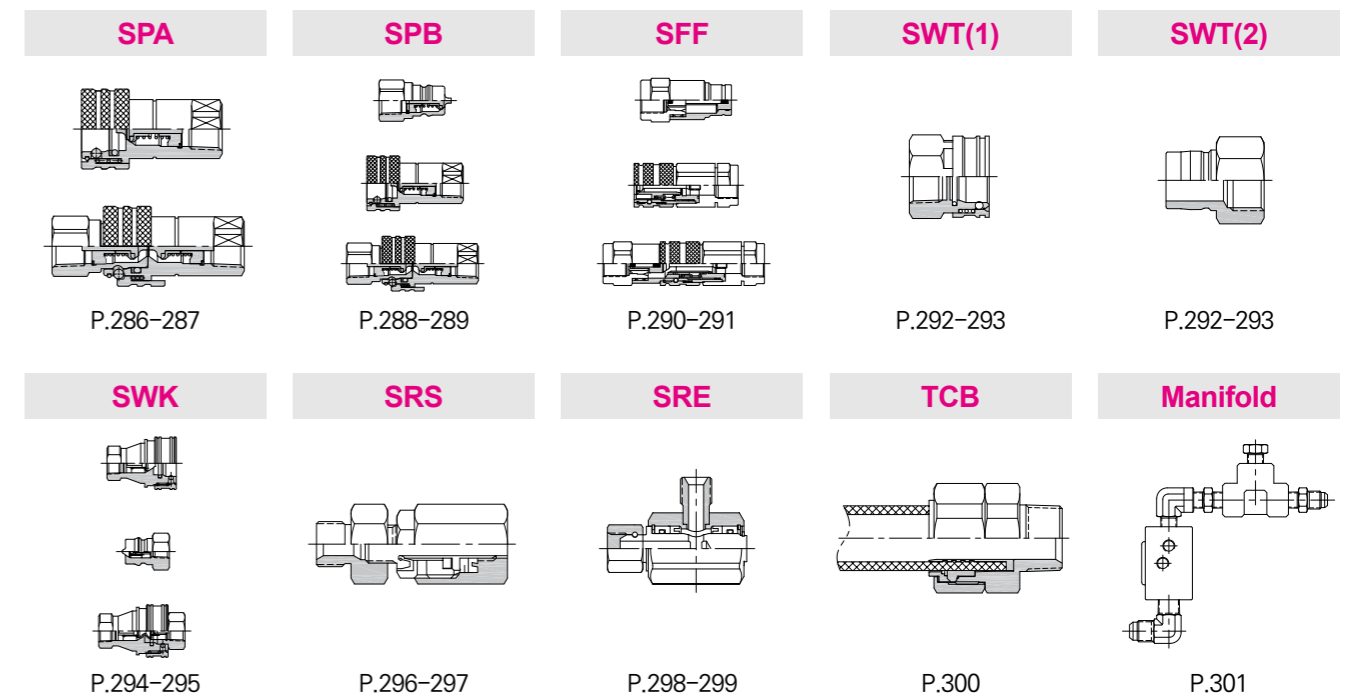 SPA SPB SFF SWT(1) SWT(2)
P.286-287 P.288-289 P.290-291 P.292-293 P.292-293
SWK SRS SRE TCB Manifold
P.294-295 P.296-297 P.298-299 P.300 P.301